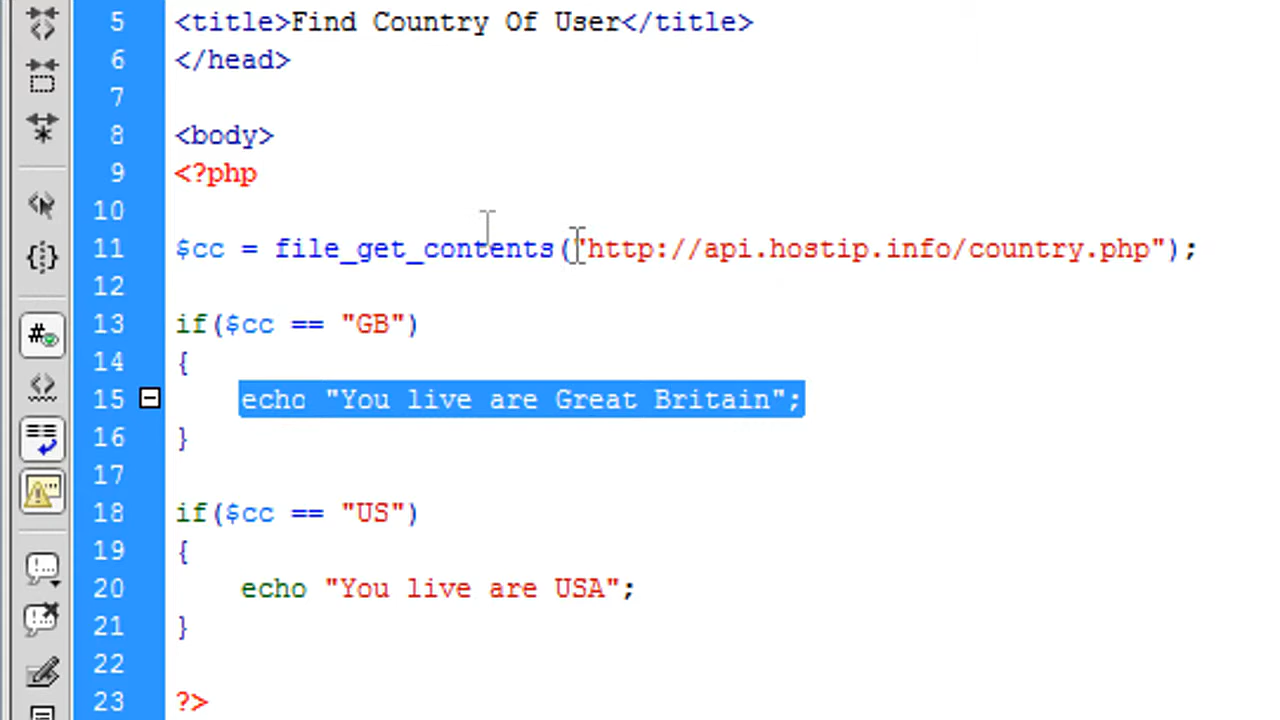 5 <title>Find Country Of User</title>
6 </head>
7
8 <body>
9 <?php
10
11 $cc = file_get_contents("http://api.hostip.info/country.php");
12
13 if($cc == "GB")
14 {
15 echo "You live are Great Britain";
16 }
17
18 if($cc == "US")
19 {
20 echo "You live are USA";
21 }
22
23 ?>